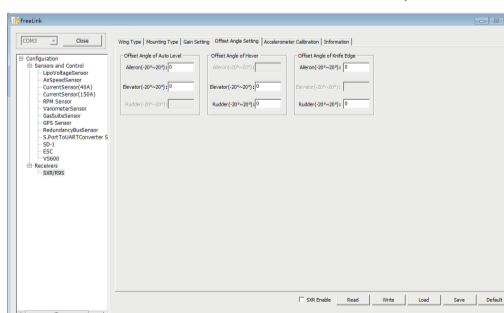 FreeLink
COM3 Close
Wing Type Mounting Type Gain Setting Offset Angle Setting Accelerometer Calibration Information
Configuration
Sensors and Control
LipoVoltageSensor
AirSpeedSensor
CurrentSensor(40A)
CurrentSensor(150A)
RPM Sensor
VariometerSensor
GasSuiteSensor
GPS Sensor
RedundancyBusSensor
S.PortToUARTConverter S
SD-1
ESC
VS600
Receivers
SXR/R9S
Offset Angle of Auto Level
Aileron(-20°~20°): 0
Elevator(-20°~20°): 0
Rudder(-20°~20°):
Offset Angle of Hover
Aileron(-20°~20°):
Elevator(-20°~20°): 0
Rudder(-20°~20°): 0
Offset Angle of Knife Edge
Aileron(-20°~20°): 0
Elevator(-20°~20°):
Rudder(-20°~20°): 0
SXR Enable Read Write Load Save Default